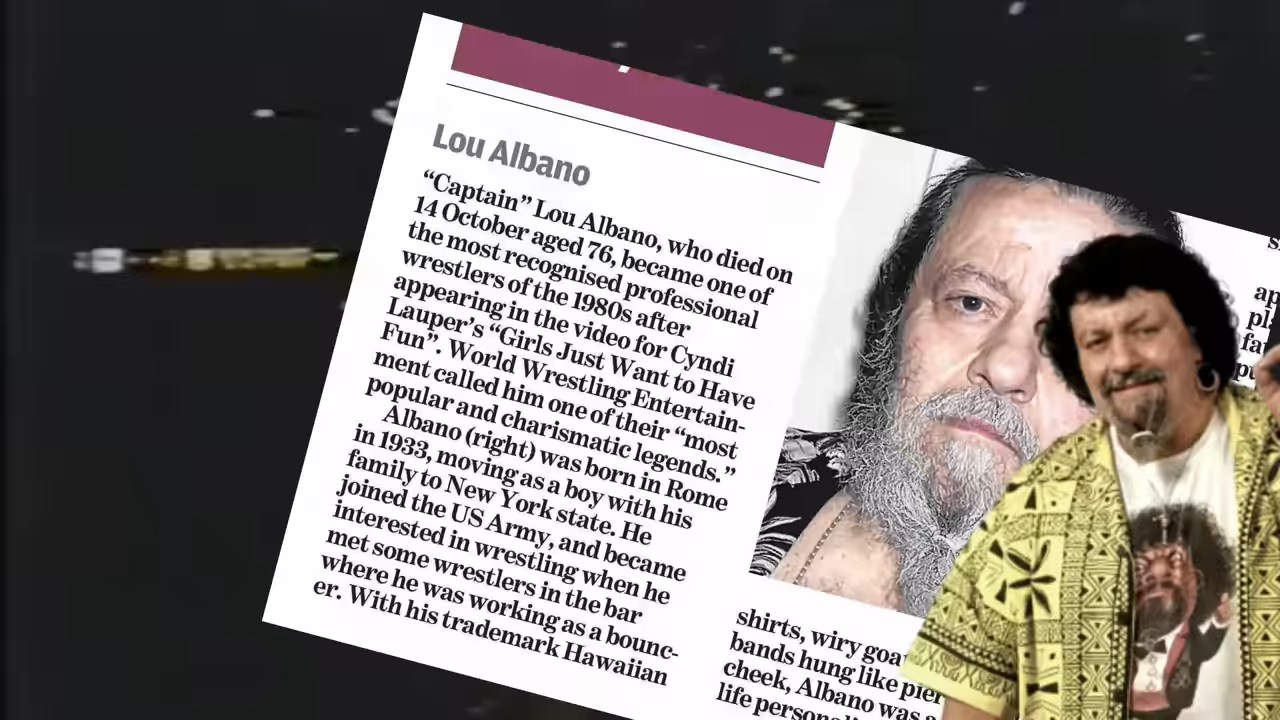 Lou Albano
“Captain” Lou Albano, who died on
14 October aged 76, became one of
the most recognised professional
wrestlers of the 1980s after
appearing in the video for Cyndi
Lauper’s “Girls Just Want to Have
Fun”. World Wrestling Entertain-
ment called him one of their “most
popular and charismatic legends.”
Albano (right) was born in Rome
in 1933, moving as a boy with his
family to New York state. He
joined the US Army, and became
interested in wrestling when he
met some wrestlers in the bar
where he was working as a bounc-
er. With his trademark Hawaiian
shirts, wiry
bands hung like
cheek, Albano was a
life